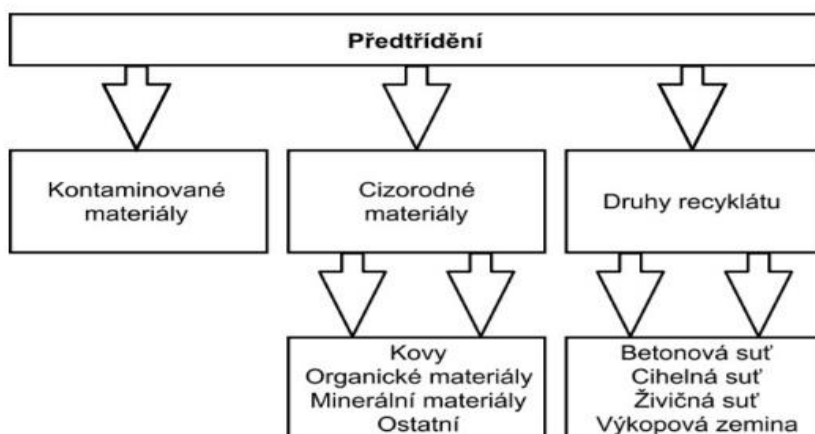 Předtřídění
Kontaminované
materiály
Cizorodné
materiály
Druhy recyklátu
Kovy
Organické materiály
Minerální materiály
Ostatní
Betonová suť
Cihelná suť
Živičná suť
Výkopová zemina